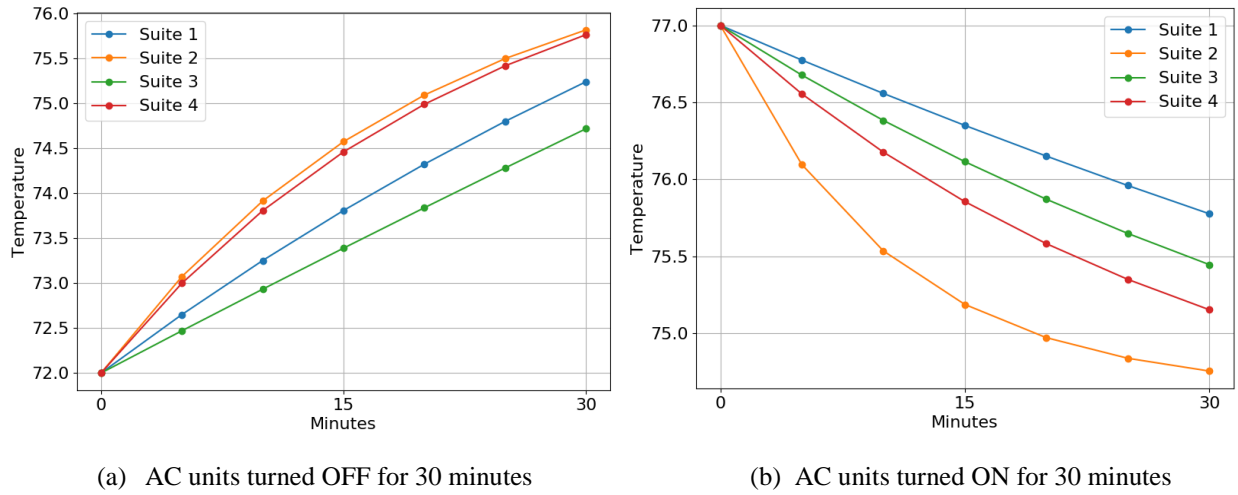 76.0
75.5
75.0
74.5
74.0
73.5
73.0
72.5
72.0
Temperature
Suite 1
Suite 2
Suite 3
Suite 4
0
15
30
Minutes
(a) AC units turned OFF for 30 minutes
77.0
76.5
76.0
75.5
75.0
Temperature
Suite 1
Suite 2
Suite 3
Suite 4
0
15
30
Minutes
(b) AC units turned ON for 30 minutes